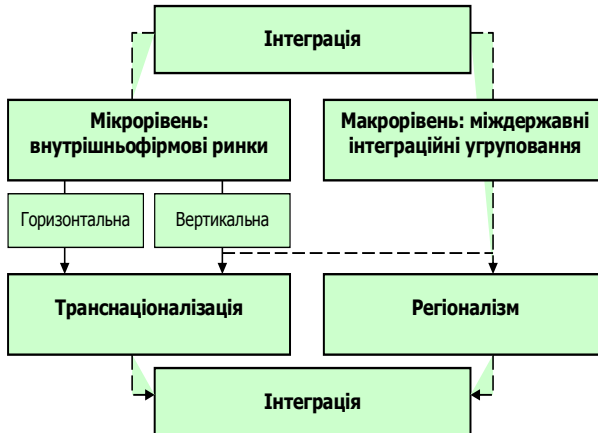 Інтеграція
Мікрорівень:
внутрішньофірмові ринки
Макрорівень: міждержавні
інтеграційні угруповання
Горизонтальна
Вертикальна
Транснаціоналізація
Регіоналізм
Інтеграція